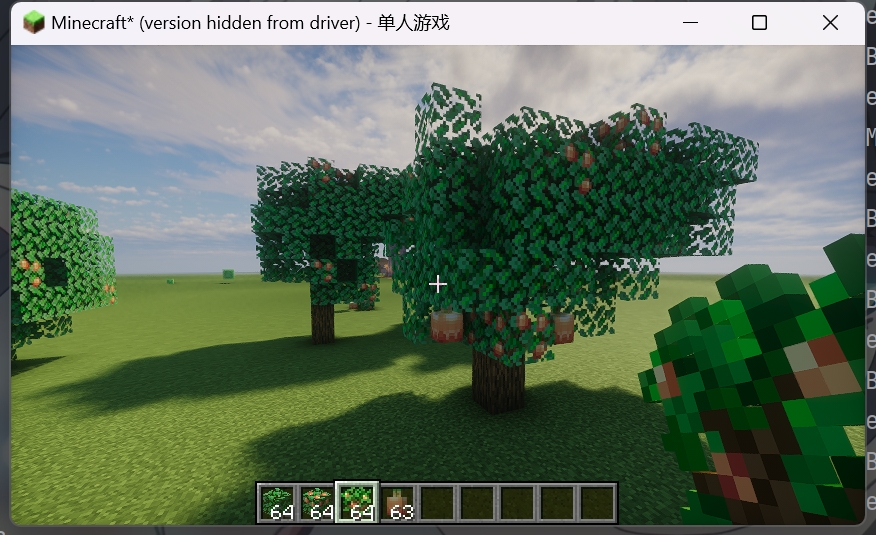 Minecraft* (version hidden from driver) - 单人游戏
64 64 64 63